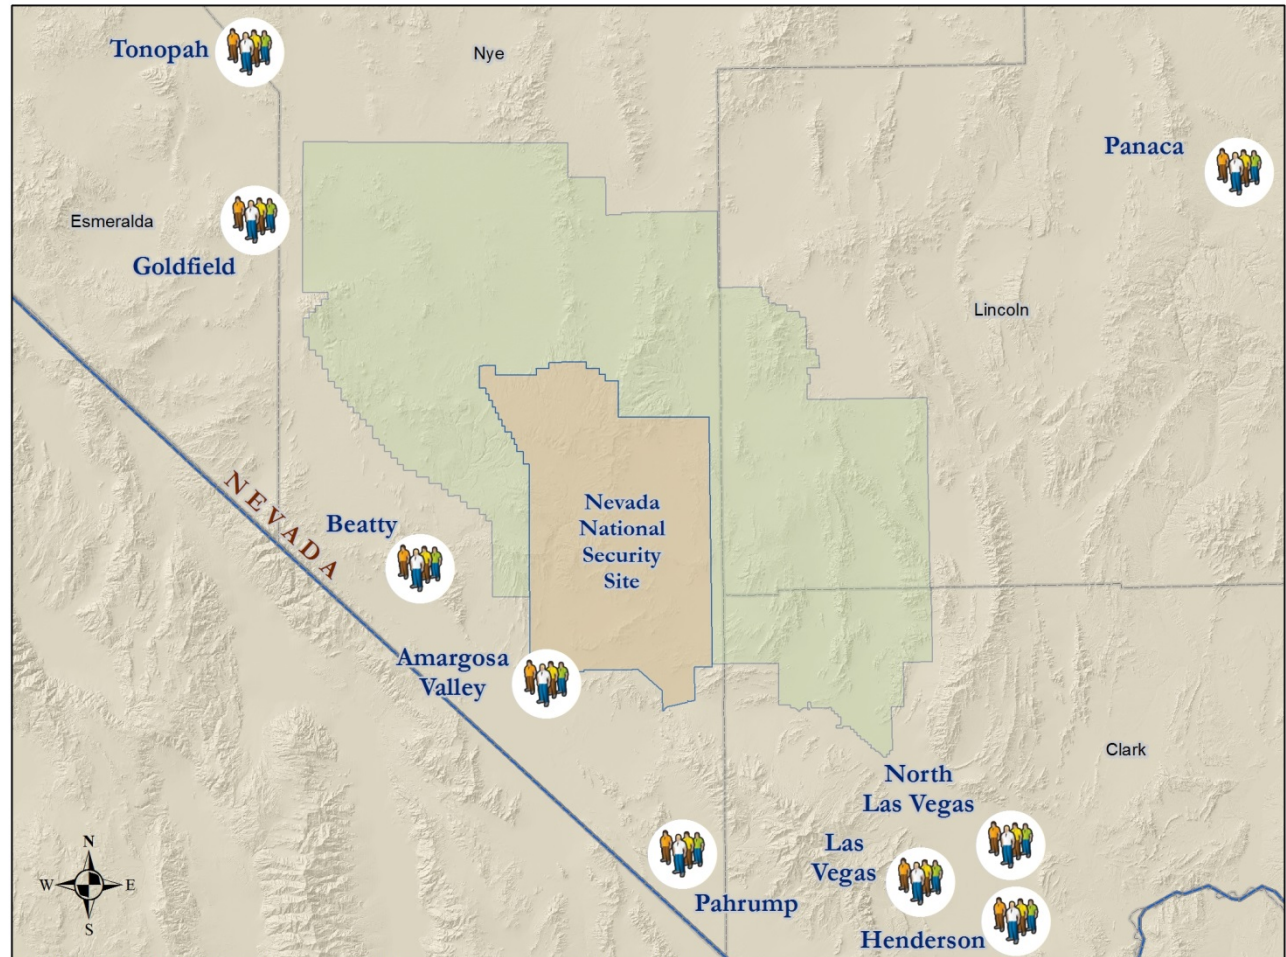 Tonopah
Nye
Panaca
Esmeralda
Goldfield
Lincoln
NEVADA
Beatty
Nevada
National
Security
Site
Amargosa
Valley
Clark
North
Las Vegas
Las
Vegas
Pahrump
Henderson
N
W E
S